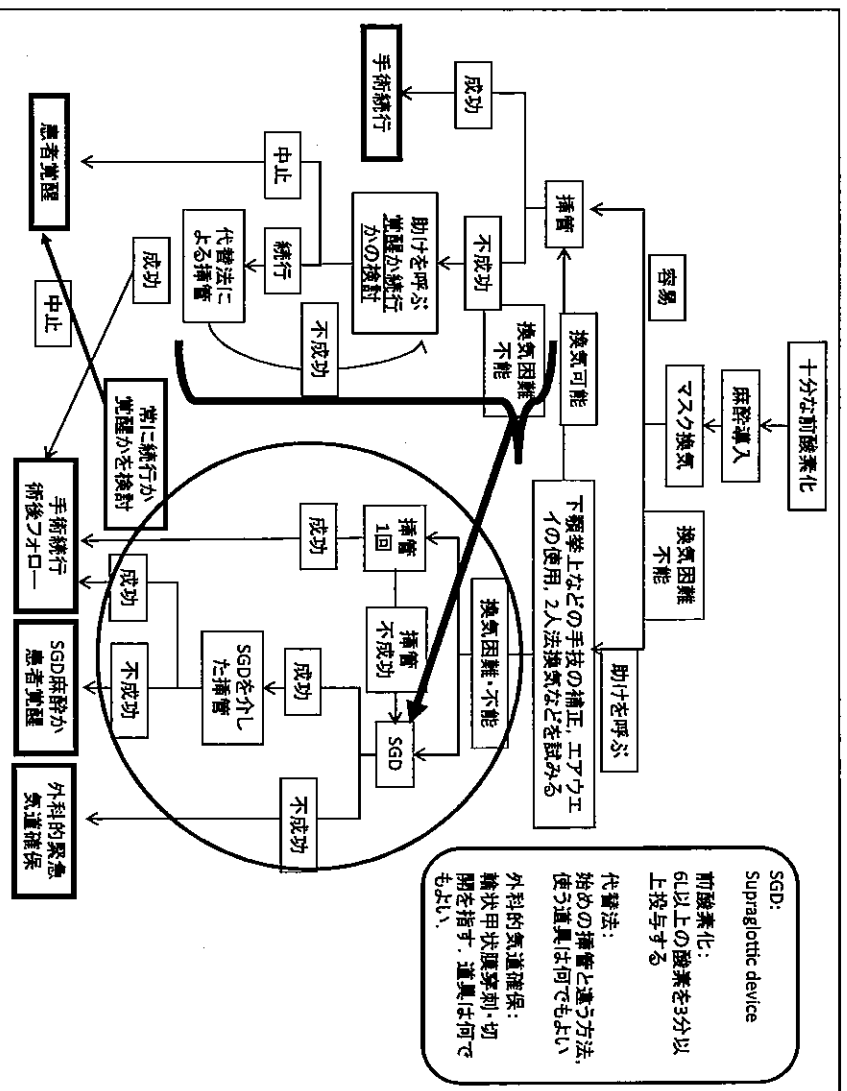 十分な前酸素化
麻酔導入
マスク換気
容易
換気困難
不能
助けを呼ぶ
挿管
換気可能
下顎挙上などの手技の補正，エアウエ
イの使用，2人法換気などを試みる
成功
不成功
換気困難
不能
換気困難・不能
手術続行
助けを呼ぶ
覚醒か続行
かの検討
挿管
1回
挿管
不成功
SGD
中止
続行
不成功
成功
成功
不成功
代替法に
よる挿管
SGDを介し
た挿管
成功
成功
不成功
患者覚醒
中止
常に続行か
覚醒かを検討
手術続行
術後フォロー
SGD麻酔か
患者覚醒
外科的緊急
気道確保
SGD:
Supraglottic device
前酸素化：
6L以上の酸素を3分以
上投与する
代替法：
始めの挿管と違う方法，
使う道具は何でもよい
外科的気道確保：
輪状甲状膜穿刺・切
開を指す．道具は何で
もよい．